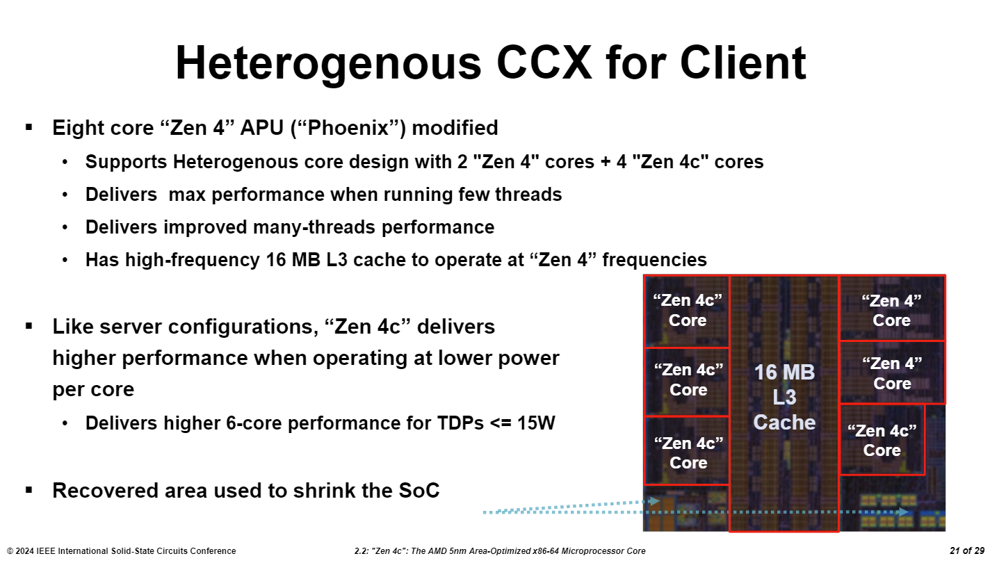 Heterogenous CCX for Client
▪ Eight core “Zen 4” APU (“Phoenix”) modified
• Supports Heterogenous core design with 2 "Zen 4" cores + 4 "Zen 4c" cores
• Delivers  max performance when running few threads
• Delivers improved many-threads performance
• Has high-frequency 16 MB L3 cache to operate at “Zen 4” frequencies
▪ Like server configurations, “Zen 4c” delivers
higher performance when operating at lower power
per core
• Delivers higher 6-core performance for TDPs <= 15W
▪ Recovered area used to shrink the SoC
“Zen 4c”
Core
“Zen 4c”
Core
“Zen 4c”
Core
16 MB
L3
Cache
“Zen 4”
Core
“Zen 4”
Core
“Zen 4c”
Core
© 2024 IEEE International Solid-State Circuits Conference
2.2: "Zen 4c": The AMD 5nm Area-Optimized x86-64 Microprocessor Core
21 of 29